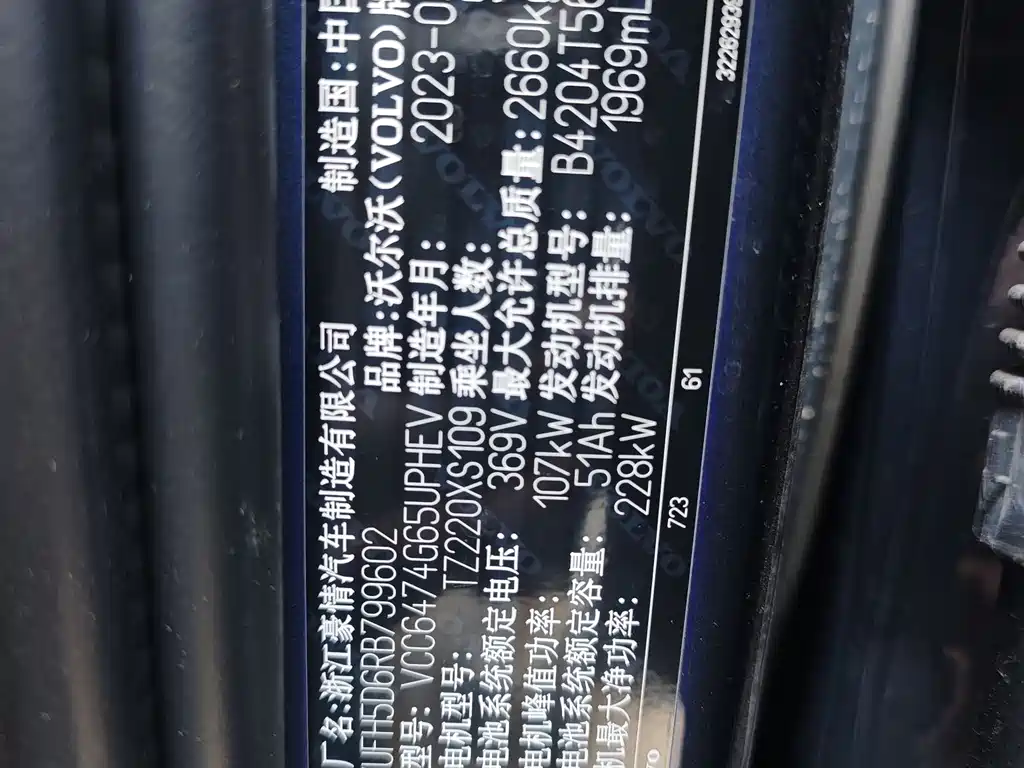 厂名:浙江豪情汽车制造有限公司 制造国:中国
UFH5D6RB799602 品牌:沃尔沃(VOLVO)牌
型号: VCC6474G65UPHEV 制造年月: 2023-0
电机型号: TZ220XS109 乘坐人数:
电池系统额定电压: 369V 最大允许总质量: 2660kg
电机峰值功率: 107kW 发动机型号: B4204T56
电池系统额定容量: 51Ah 发动机排量: 1969mL
机最大净功率: 228kW
723 61 32262939